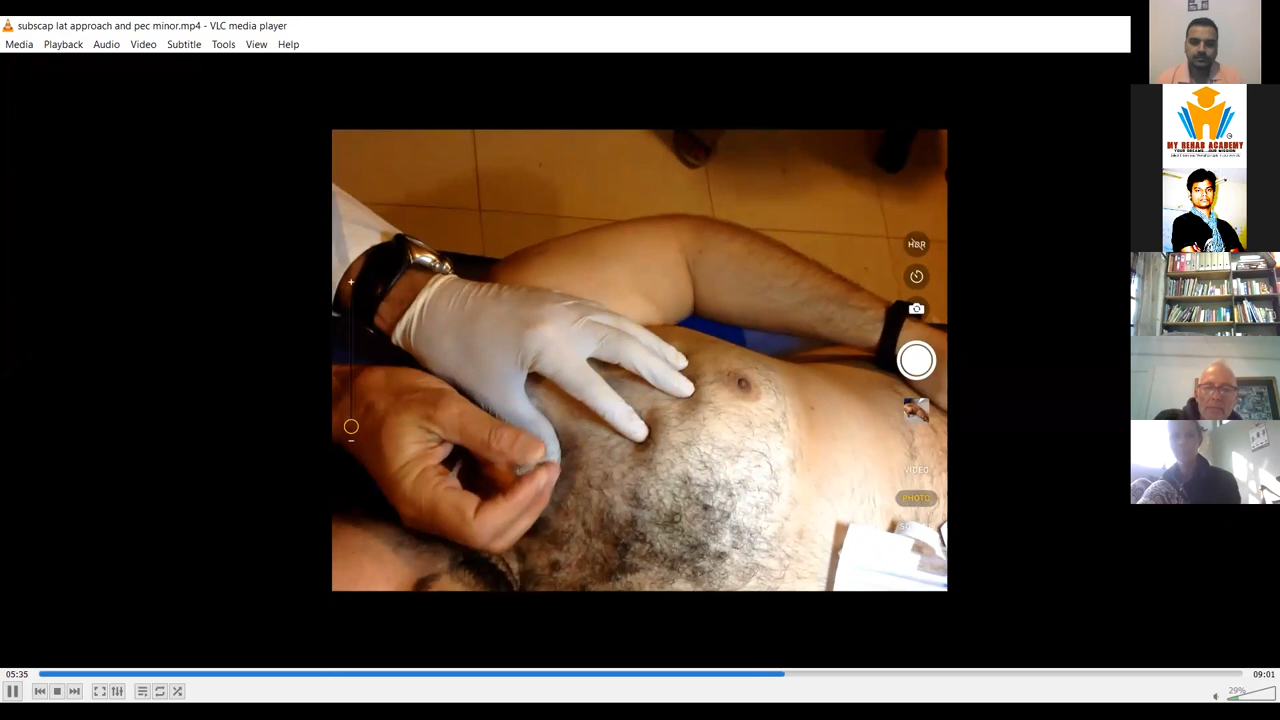 subscap lat approach and pec minor.mp4 - VLC media player
Media Playback Audio Video Subtitle Tools View Help
MY REHAB ACADEMY
HDR
VIDEO
PHOTO
05:35
09:01
29%